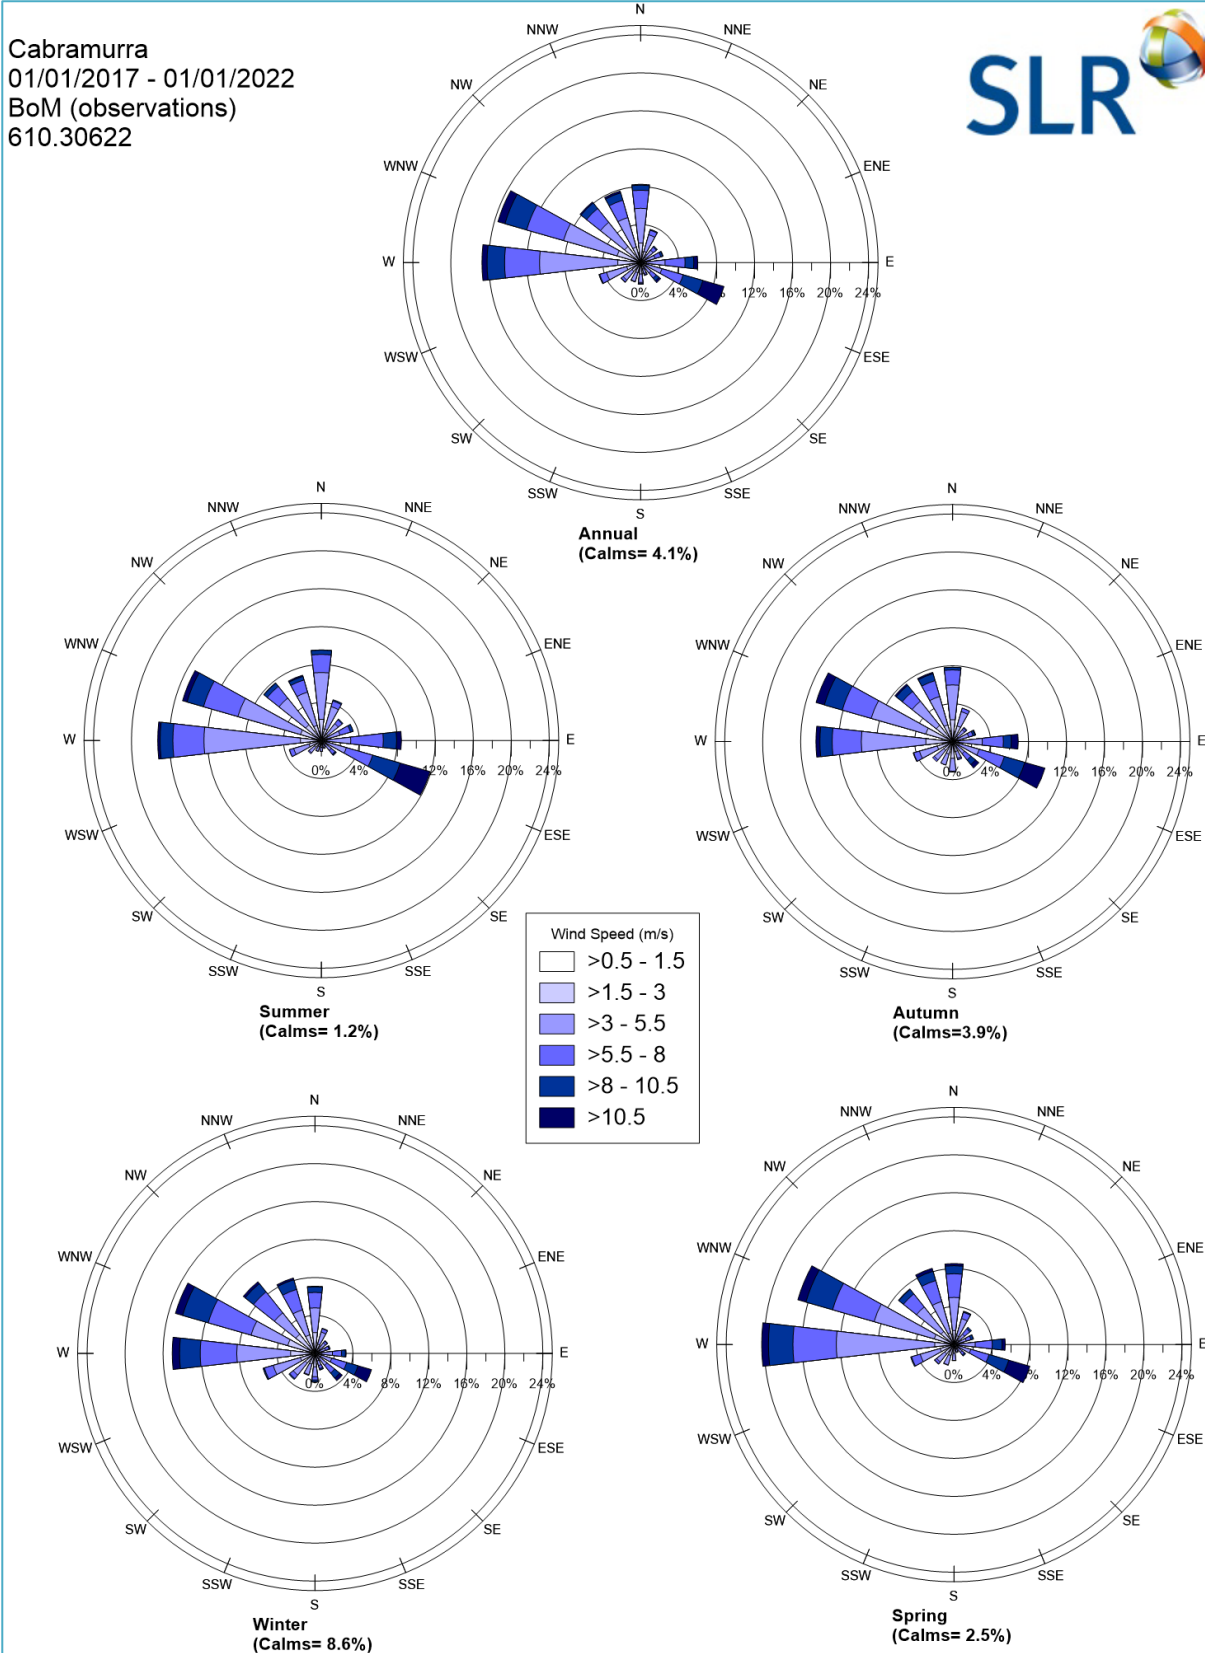 Cabramurra
01/01/2017 - 01/01/2022
BoM (observations)
610.30622
SLR
N
NNW
NNE
NW
NE
WNW
ENE
W
E
0%
4%
12%
16%
20%
24%
WSW
ESE
SW
SE
SSW
SSE
S
Annual
(Calms= 4.1%)
N
NNW
NNE
NW
NE
WNW
ENE
W
E
0%
4%
12%
16%
20%
24%
WSW
ESE
SW
SE
SSW
SSE
S
Summer
(Calms= 1.2%)
N
NNW
NNE
NW
NE
WNW
ENE
W
E
0%
4%
12%
16%
20%
24%
WSW
ESE
SW
SE
SSW
SSE
S
Autumn
(Calms=3.9%)
Wind Speed (m/s)
>0.5 - 1.5
>1.5 - 3
>3 - 5.5
>5.5 - 8
>8 - 10.5
>10.5
N
NNW
NNE
NW
NE
WNW
ENE
W
E
0%
4%
8%
12%
16%
20%
24%
WSW
ESE
SW
SE
SSW
SSE
S
Winter
(Calms= 8.6%)
N
NNW
NNE
NW
NE
WNW
ENE
W
E
0%
4%
8%
12%
16%
20%
24%
WSW
ESE
SW
SE
SSW
SSE
S
Spring
(Calms= 2.5%)